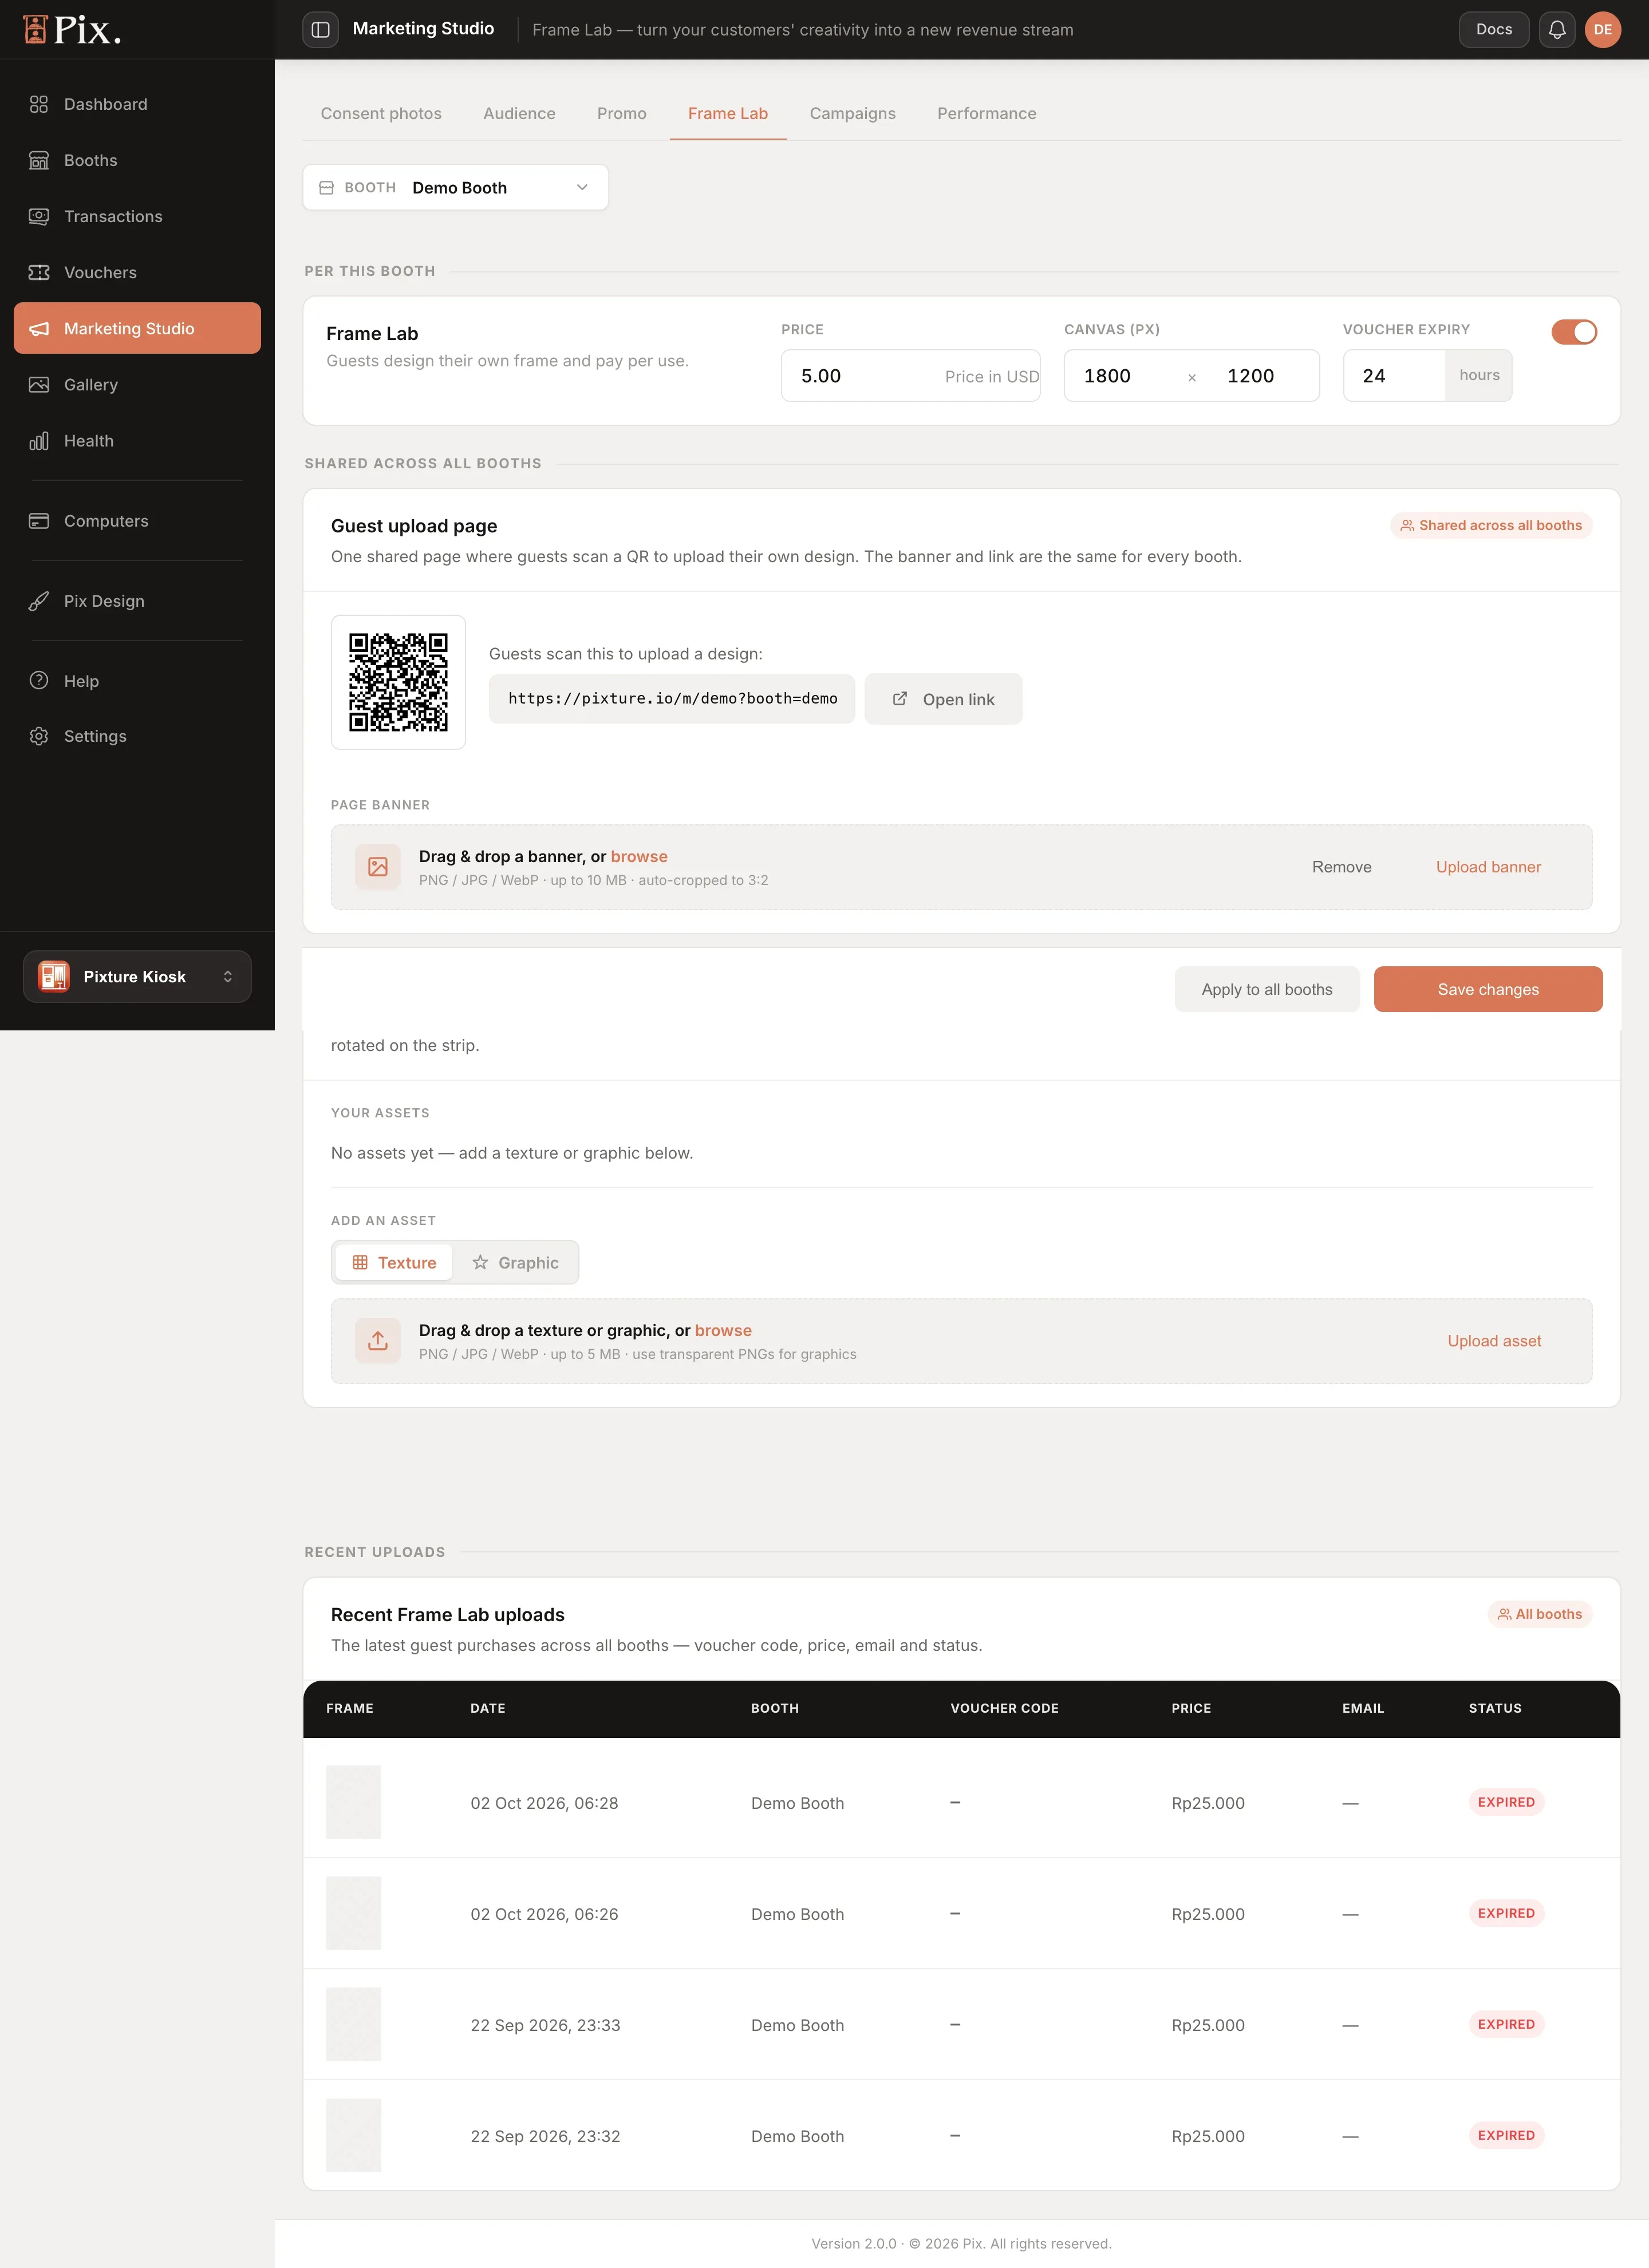 Pix.
Marketing Studio
Frame Lab — turn your customers' creativity into a new revenue stream
Docs
DE
Dashboard
Booths
Transactions
Vouchers
Marketing Studio
Gallery
Health
Computers
Pix Design
Help
Settings
Pixture Kiosk
Consent photos Audience Promo Frame Lab Campaigns Performance
BOOTH Demo Booth
PER THIS BOOTH
Frame Lab
Guests design their own frame and pay per use.
PRICE
5.00 Price in USD
CANVAS (PX)
1800 × 1200
VOUCHER EXPIRY
24 hours
SHARED ACROSS ALL BOOTHS
Guest upload page
Shared across all booths
One shared page where guests scan a QR to upload their own design. The banner and link are the same for every booth.
Guests scan this to upload a design:
https://pixture.io/m/demo?booth=demo
Open link
PAGE BANNER
Drag & drop a banner, or browse
PNG / JPG / WebP · up to 10 MB · auto-cropped to 3:2
Remove
Upload banner
Apply to all booths
Save changes
rotated on the strip.
YOUR ASSETS
No assets yet — add a texture or graphic below.
ADD AN ASSET
Texture Graphic
Drag & drop a texture or graphic, or browse
PNG / JPG / WebP · up to 5 MB · use transparent PNGs for graphics
Upload asset
RECENT UPLOADS
Recent Frame Lab uploads
All booths
The latest guest purchases across all booths — voucher code, price, email and status.
FRAME DATE BOOTH VOUCHER CODE PRICE EMAIL STATUS
02 Oct 2026, 06:28 Demo Booth – Rp25.000 — EXPIRED
02 Oct 2026, 06:26 Demo Booth – Rp25.000 — EXPIRED
22 Sep 2026, 23:33 Demo Booth – Rp25.000 — EXPIRED
22 Sep 2026, 23:32 Demo Booth – Rp25.000 — EXPIRED
Version 2.0.0 · © 2026 Pix. All rights reserved.